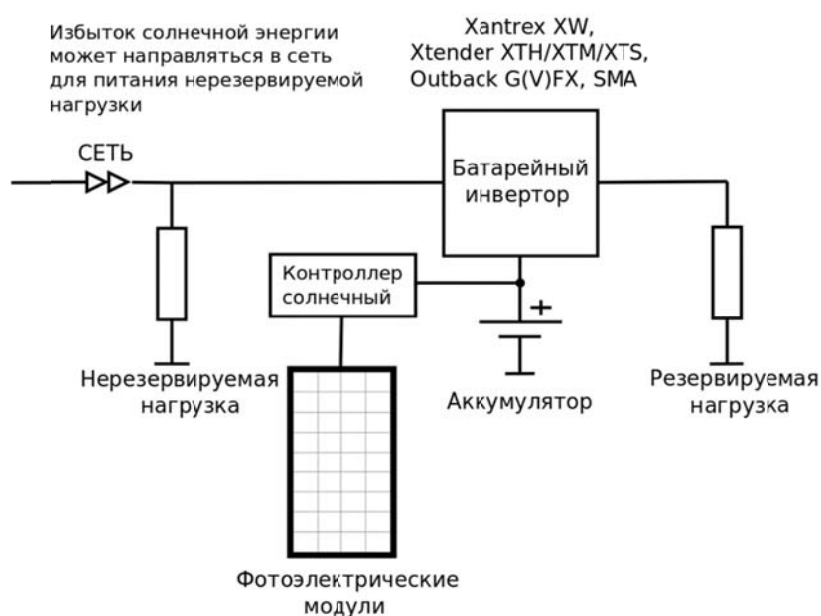 Избыток солнечной энергии
может направляться в сеть
для питания нерезервируемой
нагрузки
Xantrex XW,
Xtender XTH/XTM/XTS,
Outback G(V)FX, SMA
СЕТЬ
Батарейный
инвертор
Контроллер
солнечный
+
Нерезервируемая
нагрузка
Аккумулятор
Резервируемая
нагрузка
Фотоэлектрические
модули